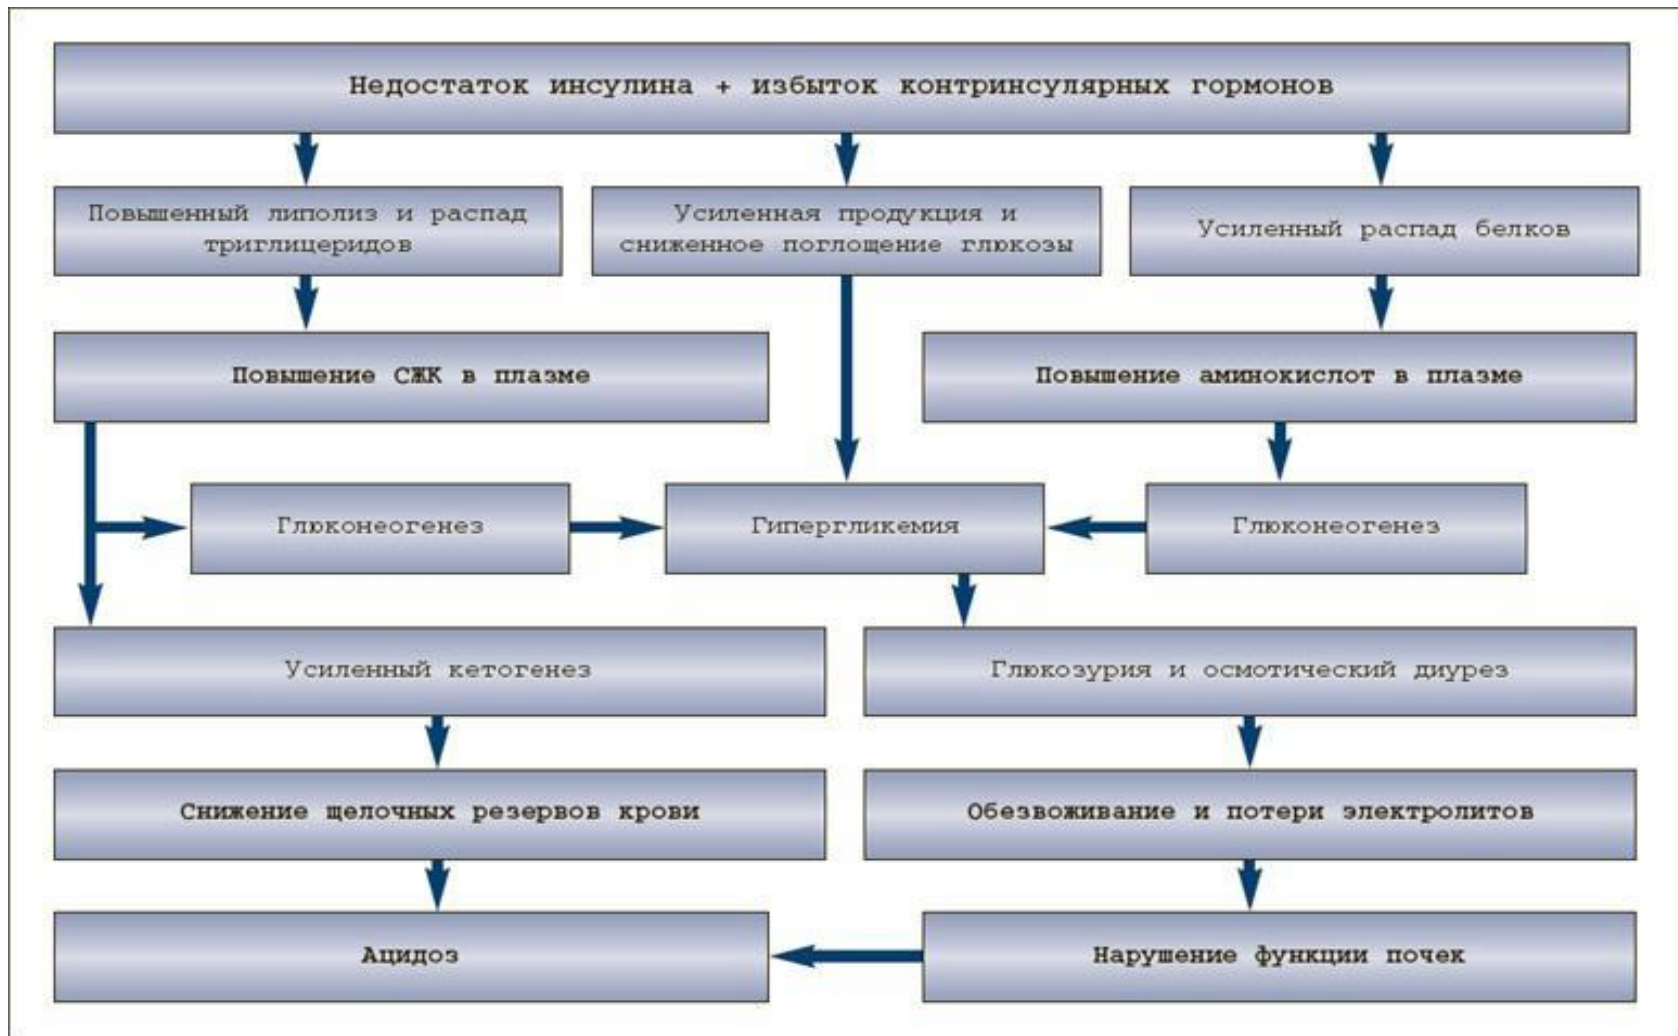 Недостаток инсулина + избыток контринсулярных гормонов
Повышенный липолиз и распад
триглицеридов
Усиленная продукция и
сниженное поглощение глюкозы
Усиленный распад белков
Повышение СЖК в плазме
Повышение аминокислот в плазме
Глюконеогенез
Гипергликемия
Глюконеогенез
Усиленный кетогенез
Глюкозурия и осмотический диурез
Снижение щелочных резервов крови
Обезвоживание и потери электролитов
Ацидоз
Нарушение функции почек